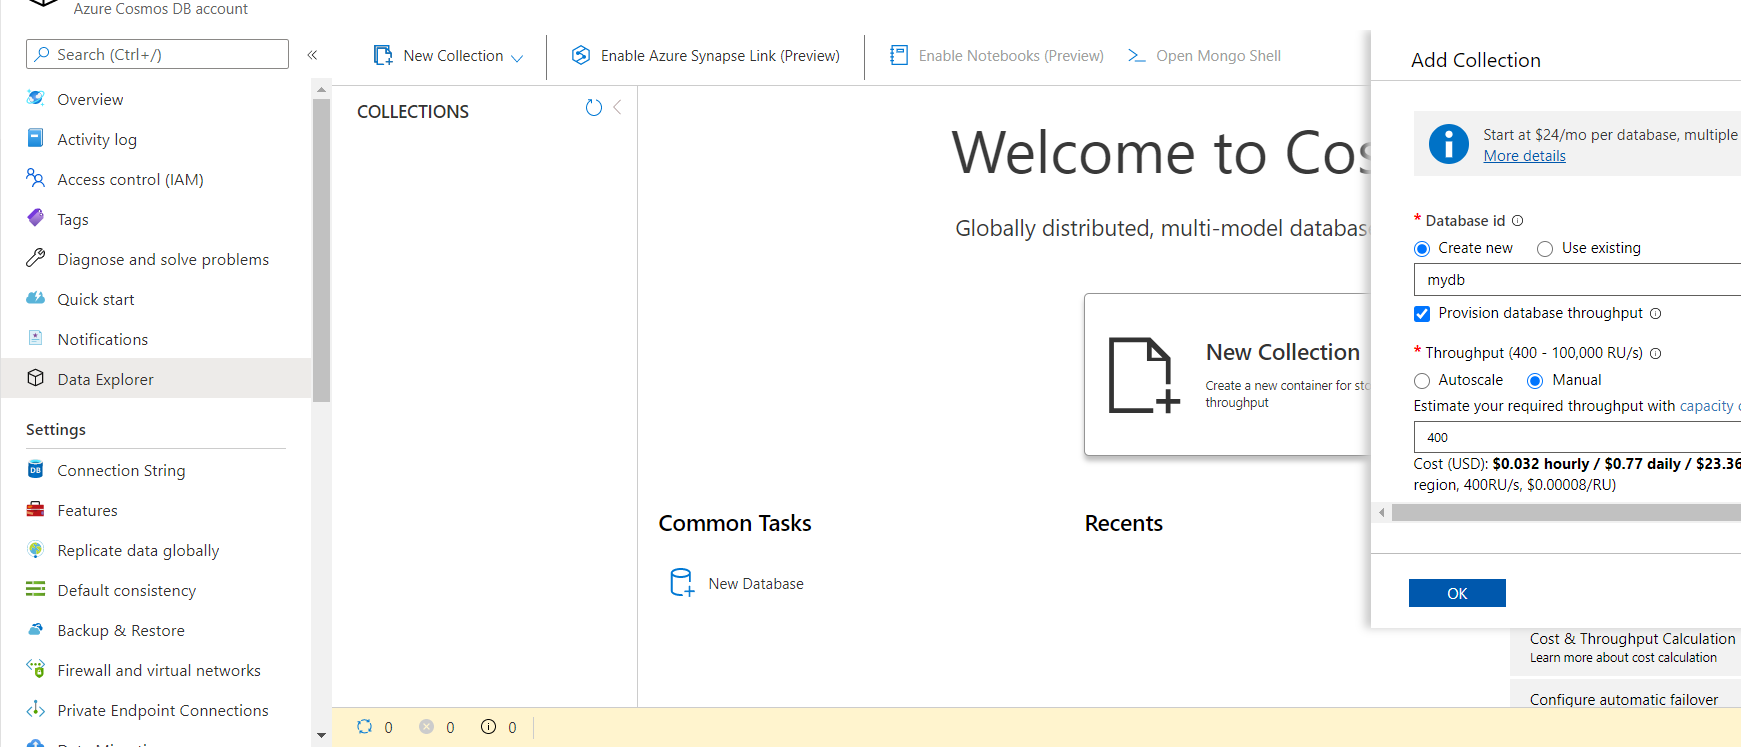 Azure Cosmos DB account
Search (Ctrl+/)
«
Overview
Activity log
Access control (IAM)
Tags
Diagnose and solve problems
Quick start
Notifications
Data Explorer
Settings
Connection String
Features
Replicate data globally
Default consistency
Backup & Restore
Firewall and virtual networks
Private Endpoint Connections
New Collection
Enable Azure Synapse Link (Preview)
Enable Notebooks (Preview)
Open Mongo Shell
COLLECTIONS
Welcome to Cos
Globally distributed, multi-model databas
New Collection
Create a new container for sto
throughput
Common Tasks
New Database
Recents
Add Collection
Start at $24/mo per database, multiple
More details
* Database id
Create new Use existing
mydb
Provision database throughput
* Throughput (400 - 100,000 RU/s)
Autoscale Manual
Estimate your required throughput with capacity
400
Cost (USD): $0.032 hourly / $0.77 daily / $23.36
region, 400RU/s, $0.00008/RU)
OK
Cost & Throughput Calculation
Learn more about cost calculation
Configure automatic failover
0 0 0